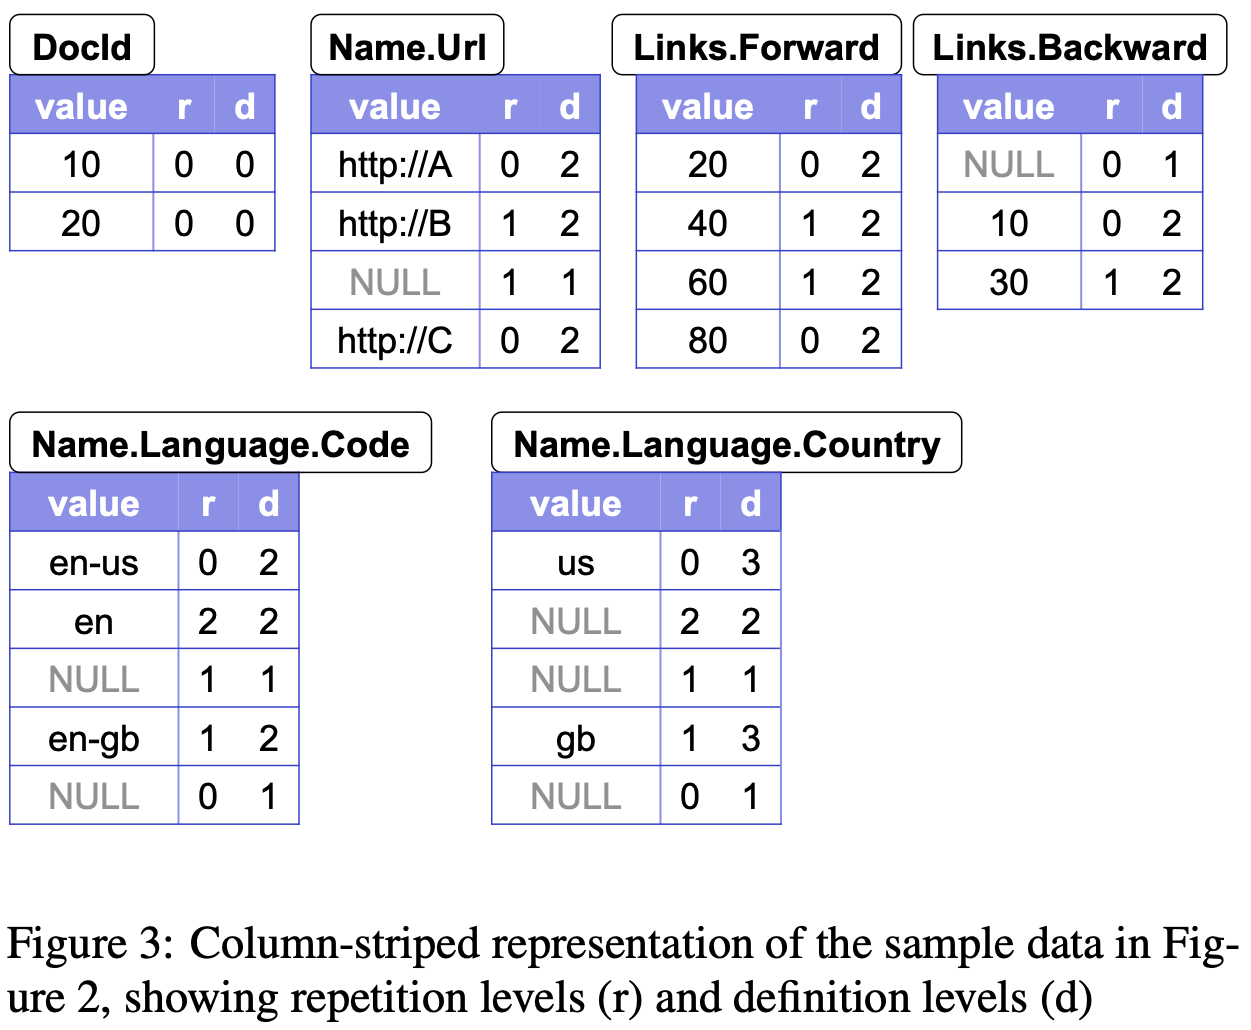 DocId
value r d
10 0 0
20 0 0
Name.Url
value r d
http://A 0 2
http://B 1 2
NULL 1 1
http://C 0 2
Links.Forward
value r d
20 0 2
40 1 2
60 1 2
80 0 2
Links.Backward
value r d
NULL 0 1
10 0 2
30 1 2
Name.Language.Code
value r d
en-us 0 2
en 2 2
NULL 1 1
en-gb 1 2
NULL 0 1
Name.Language.Country
value r d
us 0 3
NULL 2 2
NULL 1 1
gb 1 3
NULL 0 1
Figure 3: Column-striped representation of the sample data in Fig-
ure 2, showing repetition levels (r) and definition levels (d)